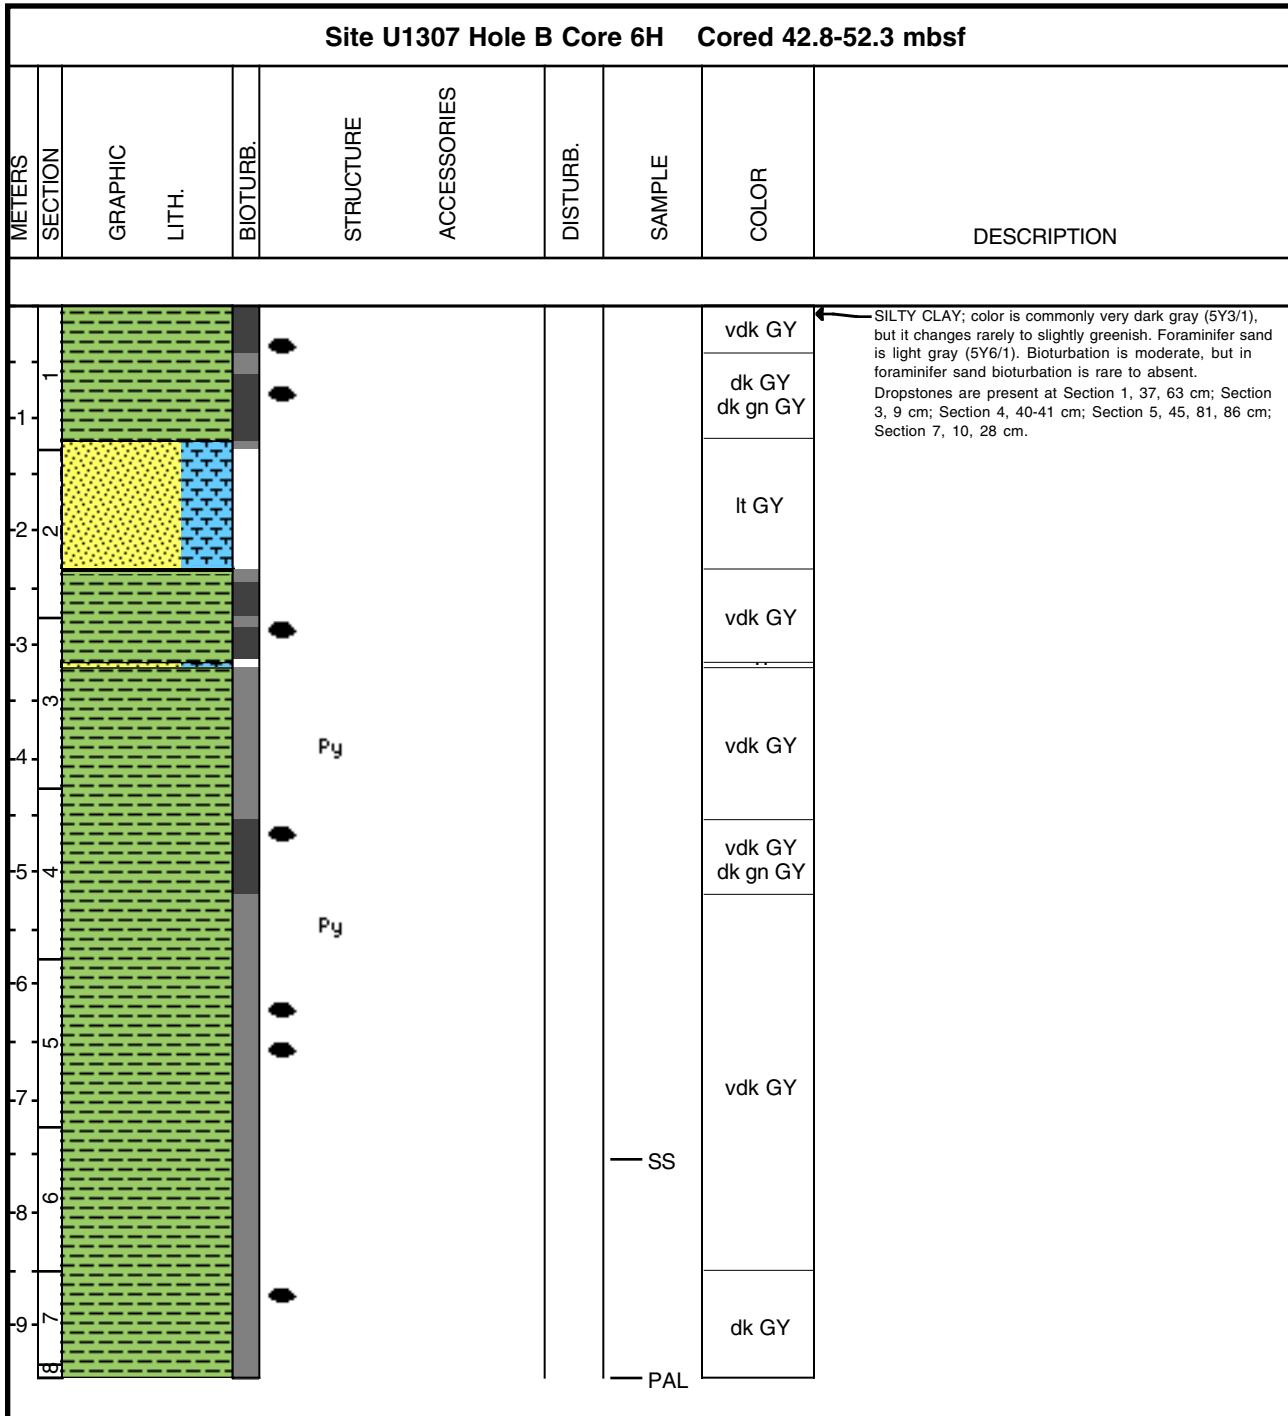 Site U1307 Hole B Core 6H Cored 42.8-52.3 mbsf
METERS
SECTION
GRAPHIC
LITH.
BIOTURB.
STRUCTURE
ACCESSORIES
DISTURB.
SAMPLE
COLOR
DESCRIPTION
SILTY CLAY; color is commonly very dark gray (5Y3/1),
but it changes rarely to slightly greenish. Foraminifer sand
is light gray (5Y6/1). Bioturbation is moderate, but in
foraminifer sand bioturbation is rare to absent.
Dropstones are present at Section 1, 37, 63 cm; Section
3, 9 cm; Section 4, 40-41 cm; Section 5, 45, 81, 86 cm;
Section 7, 10, 28 cm.
vdk GY
1
dk GY
dk gn GY
1
lt GY
2
2
vdk GY
3
3
vdk GY
Py
4
vdk GY
dk gn GY
5
4
Py
6
5
vdk GY
7
SS
6
8
7
9
dk GY
8
PAL